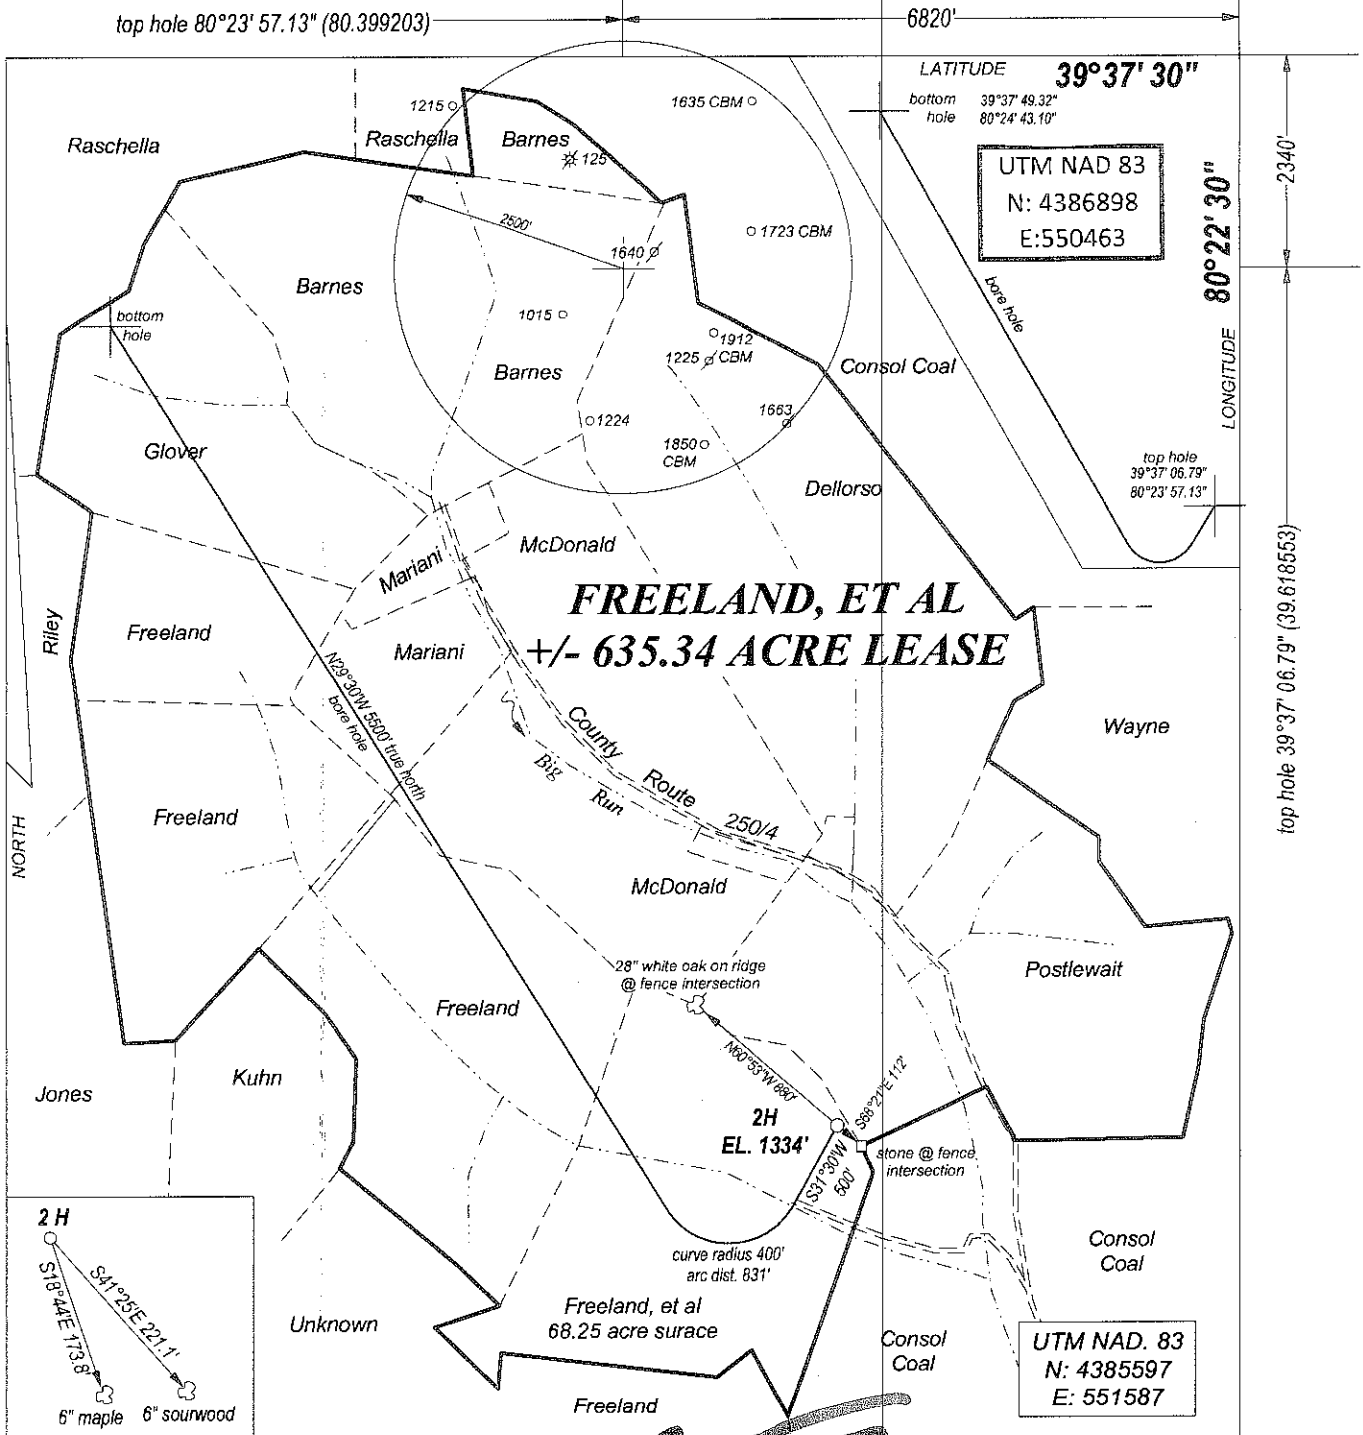 top hole 80°23' 57.13" (80.399203)
6820'
LATITUDE 39°37' 30"
bottom hole 39°37' 49.32"
80°24' 43.10"
UTM NAD 83
N: 4386898
E:550463
2340'
LONGITUDE 80°22' 30"
top hole 39°37' 06.79" (39.618553)
bore hole
top hole
39°37' 06.79"
80°23' 57.13"
Raschella
1215
Raschella
Barnes
125
1635 CBM
2500'
1640
1723 CBM
Barnes
bottom
hole
1015
1912
CBM
1225
Barnes
Consol Coal
1224
1663
1850
CBM
Glover
Dellorso
McDonald
Mariani
FREELAND, ET AL
+/- 635.34 ACRE LEASE
Riley
Freeland
Mariani
N29°30'W 5500' true north
bore hole
County Route 250/4
Big Run
Wayne
NORTH
Freeland
McDonald
28" white oak on ridge
@ fence intersection
Postlewait
Freeland
N60°53'W 880'
S68°21'E 112'
Jones
Kuhn
2H
EL. 1334'
stone @ fence
intersection
S31°30'W
500'
curve radius 400'
arc dist. 831'
Consol
Coal
2 H
S41°25'E 221.1'
S18°44'E 173.8'
6" maple
6" sourwood
Unknown
Freeland, et al
68.25 acre surace
Consol
Coal
UTM NAD. 83
N: 4385597
E: 551587
Freeland